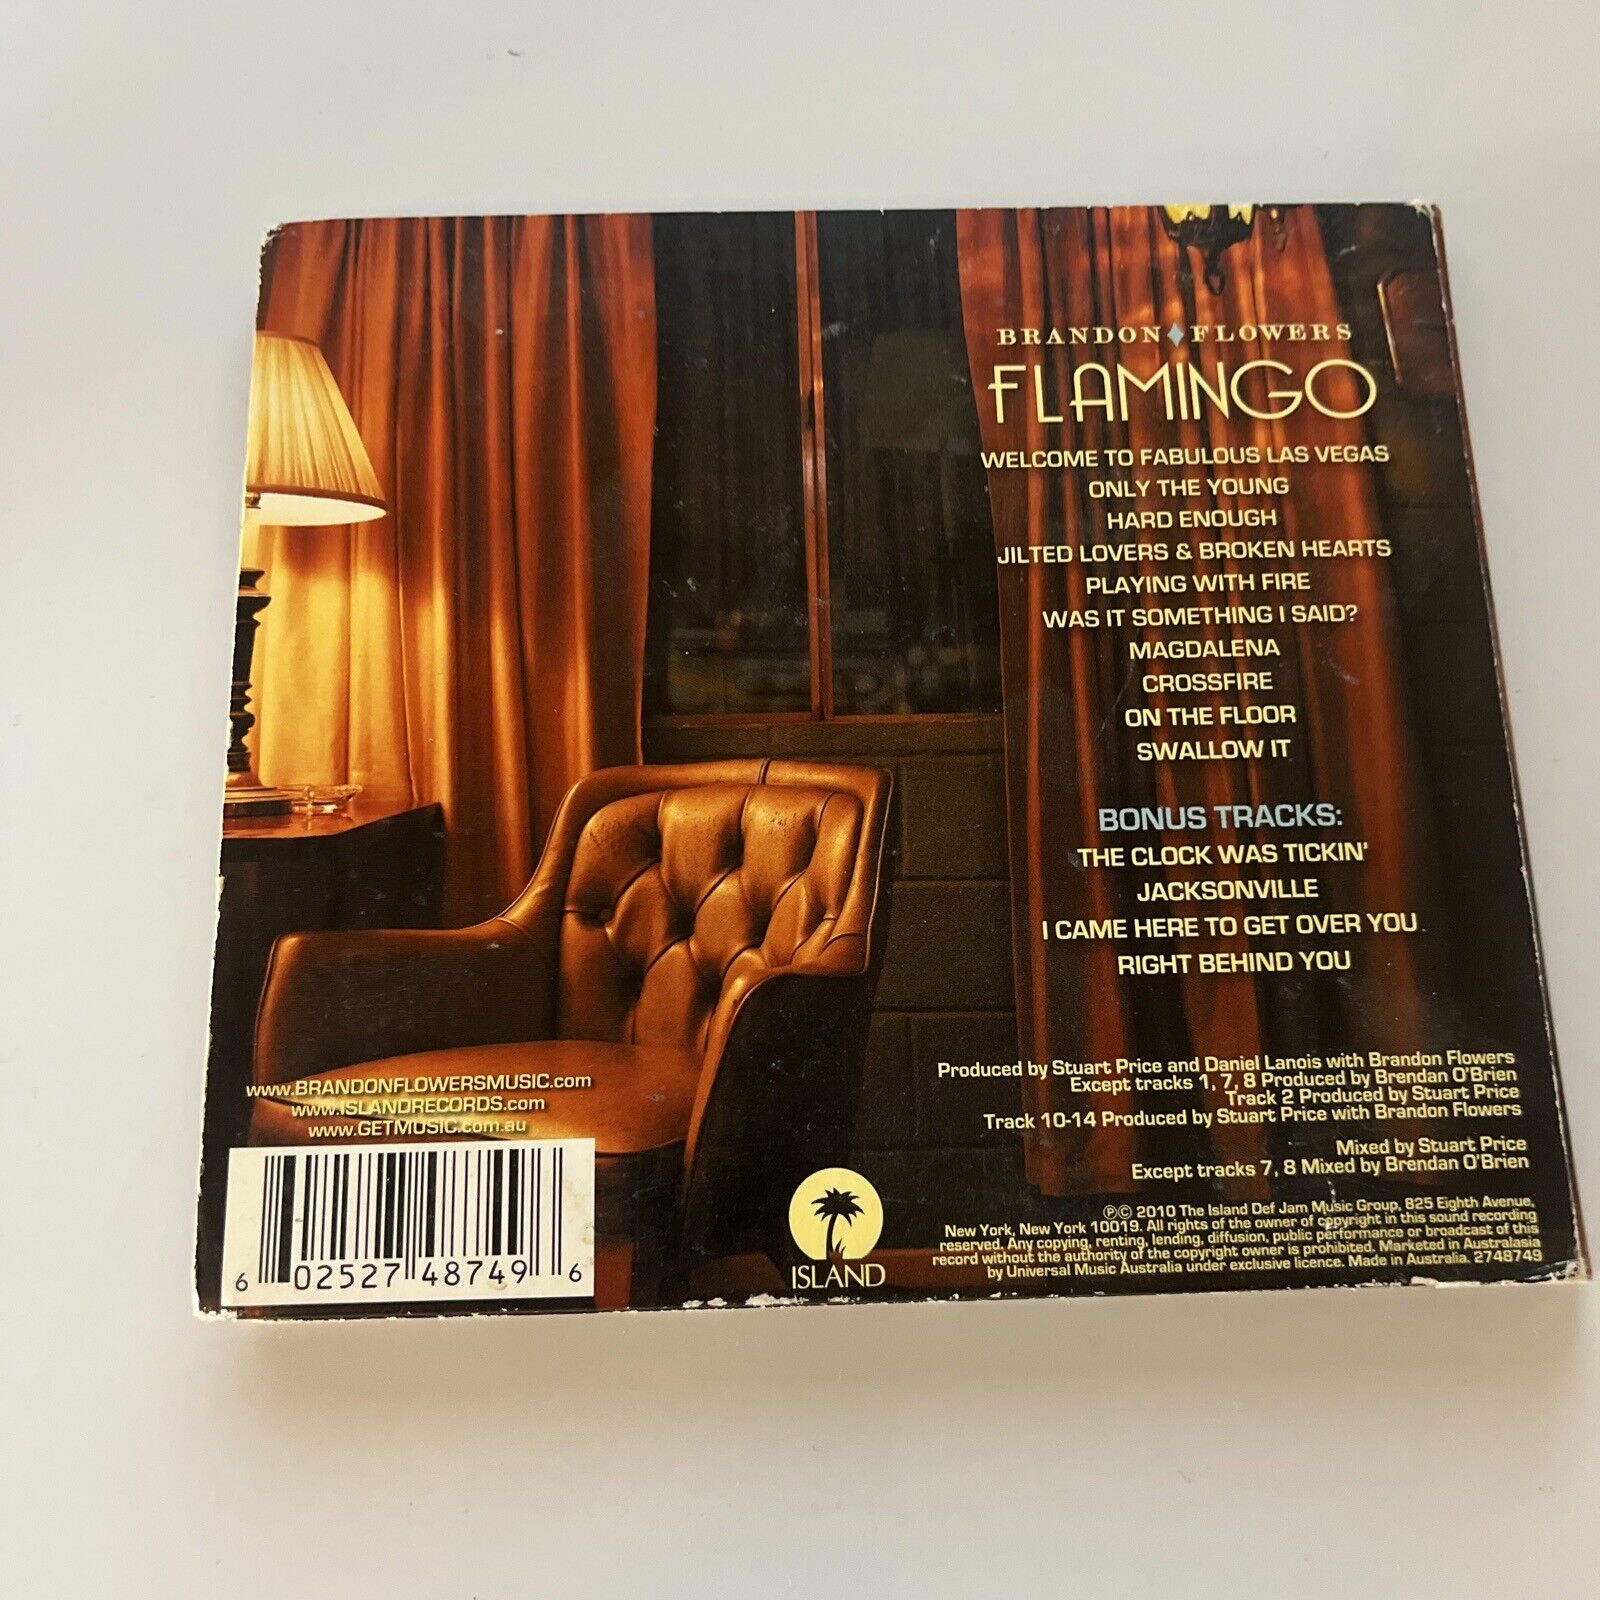 BRANDON FLOWERS
FLAMINGO
WELCOME TO FABULOUS LAS VEGAS
ONLY THE YOUNG
HARD ENOUGH
JILTED LOVERS & BROKEN HEARTS
PLAYING WITH FIRE
WAS IT SOMETHING I SAID?
MAGDALENA
CROSSFIRE
ON THE FLOOR
SWALLOW IT
BONUS TRACKS:
THE CLOCK WAS TICKIN'
JACKSONVILLE
I CAME HERE TO GET OVER YOU
RIGHT BEHIND YOU
Produced by Stuart Price and Daniel Lanois with Brandon Flowers
Except tracks 1, 7, 8 Produced by Brendan O'Brien
Track 2 Produced by Stuart Price
Track 10-14 Produced by Stuart Price with Brandon Flowers
Mixed by Stuart Price
Except tracks 7, 8 Mixed by Brendan O'Brien
℗© 2010 The Island Def Jam Music Group, 825 Eighth Avenue,
New York, New York 10019. All rights of the owner of copyright in this sound recording
reserved. Any copying, renting, lending, diffusion, public performance or broadcast of this
record without the authority of the copyright owner is prohibited. Marketed in Australasia
by Universal Music Australia under exclusive licence. Made in Australia. 2748749
www.BRANDONFLOWERSMUSIC.com
www.ISLANDRECORDS.com
www.GETMUSIC.com.au
6 02527 48749 6
ISLAND